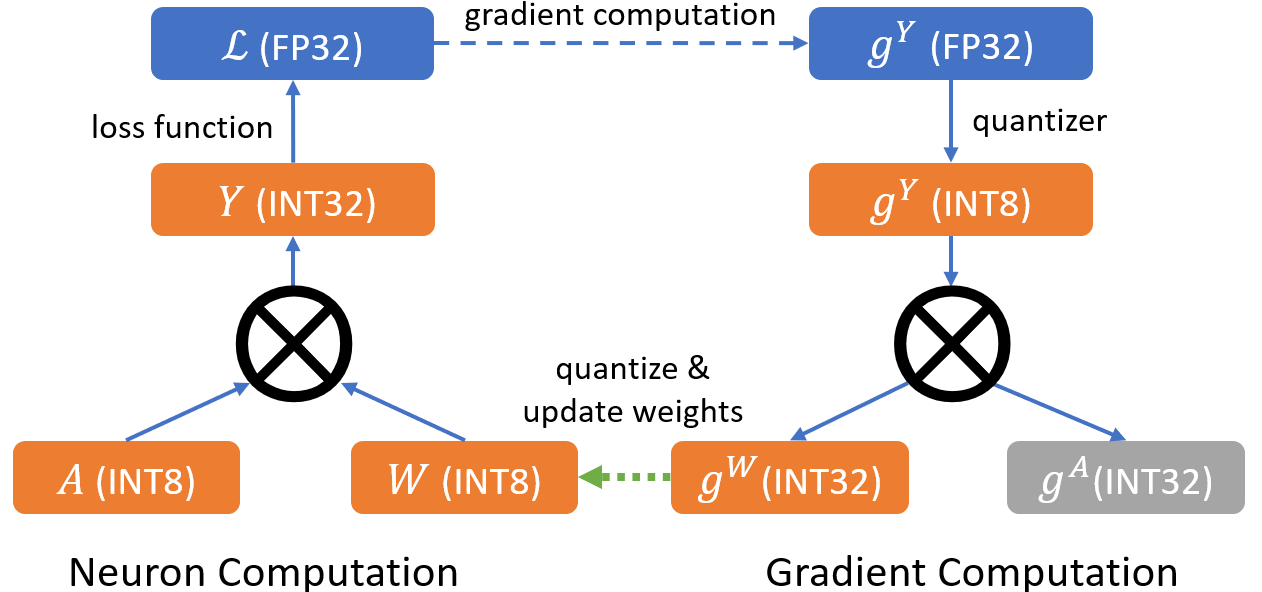 gradient computation
ℒ (FP32)
g^Y (FP32)
loss function
quantizer
Y (INT32)
g^Y (INT8)
quantize &
update weights
A (INT8)
W (INT8)
g^W(INT32)
g^A(INT32)
Neuron Computation
Gradient Computation